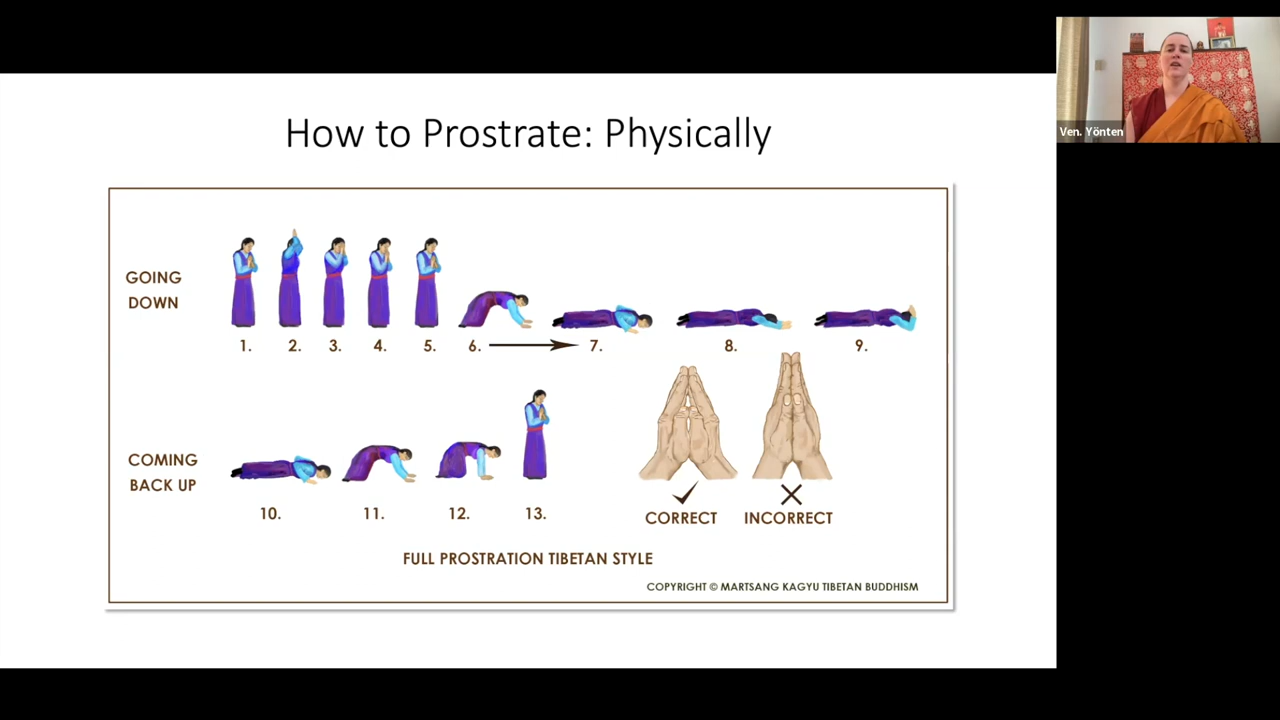 How to Prostrate: Physically
Ven. Yönten
GOING
DOWN
1. 2. 3. 4. 5. 6. 7. 8. 9.
COMING
BACK UP
10. 11. 12. 13.
CORRECT INCORRECT
FULL PROSTRATION TIBETAN STYLE
COPYRIGHT © MARTSANG KAGYU TIBETAN BUDDHISM